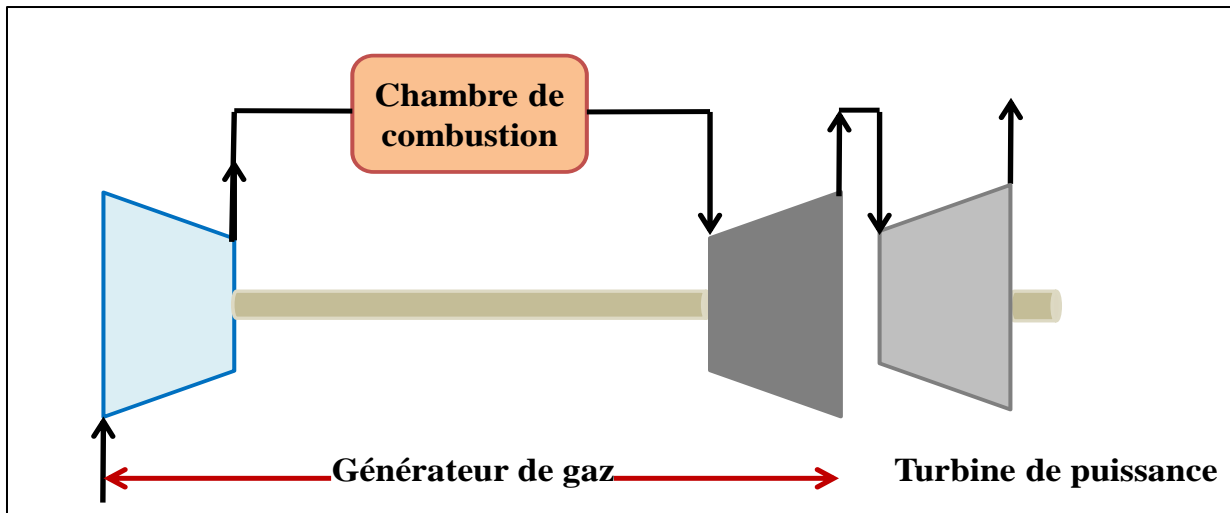 Chambre de
combustion
Générateur de gaz
Turbine de puissance